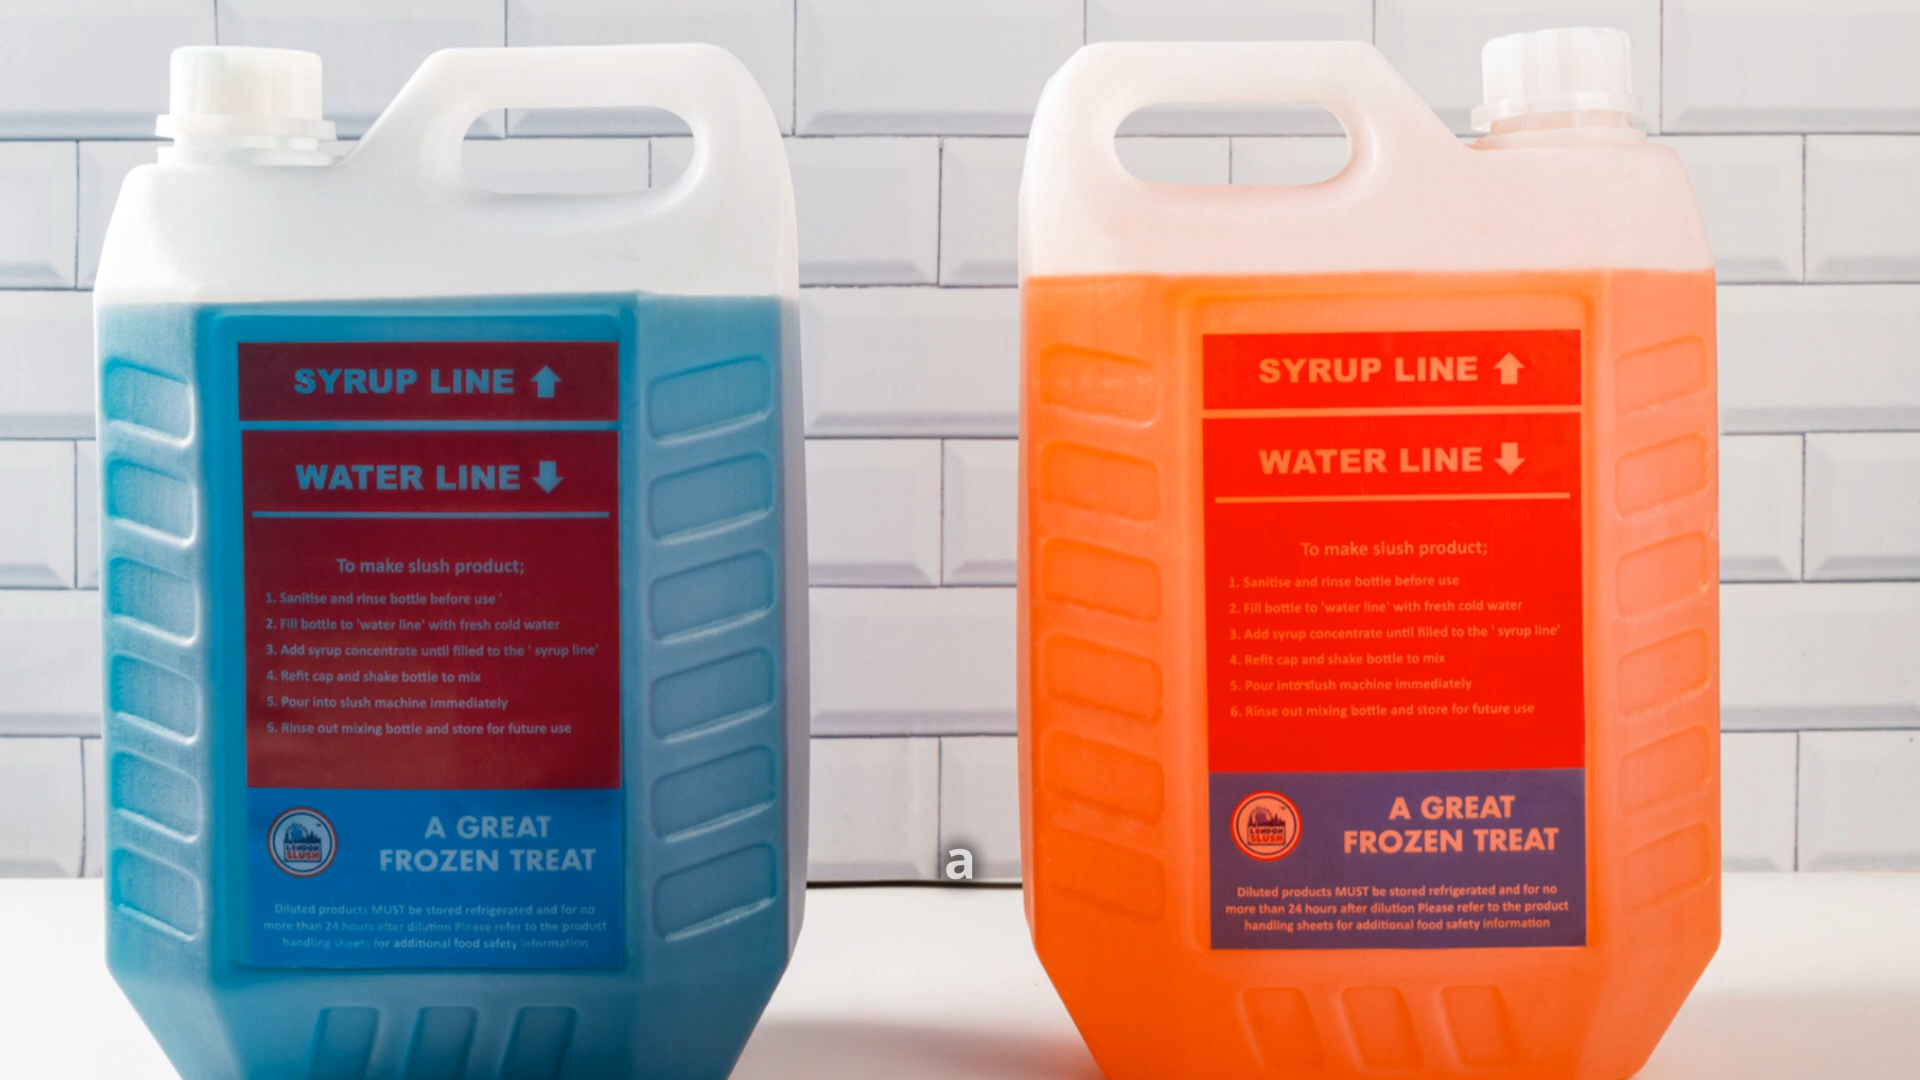 SYRUP LINE
WATER LINE
To make slush product;
1. Sanitise and rinse bottle before use
2. Fill bottle to 'water line' with fresh cold water
3. Add syrup concentrate until filled to the ' syrup line'
4. Refit cap and shake bottle to mix
5. Pour into slush machine immediately
6. Rinse out mixing bottle and store for future use
LONDON
SLUSH
A GREAT
FROZEN TREAT
Diluted products MUST be stored refrigerated and for no
more than 24 hours after dilution Please refer to the product
handling sheets for additional food safety information
a
SYRUP LINE
WATER LINE
To make slush product;
1. Sanitise and rinse bottle before use
2. Fill bottle to 'water line' with fresh cold water
3. Add syrup concentrate until filled to the ' syrup line'
4. Refit cap and shake bottle to mix
5. Pour into slush machine immediately
6. Rinse out mixing bottle and store for future use
LONDON
SLUSH
A GREAT
FROZEN TREAT
Diluted products MUST be stored refrigerated and for no
more than 24 hours after dilution Please refer to the product
handling sheets for additional food safety information